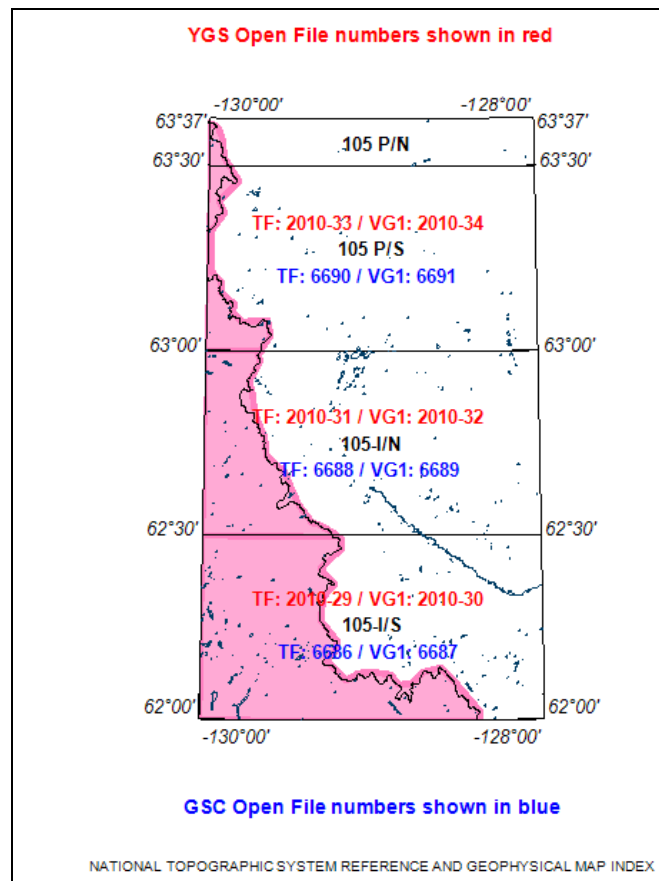 YGS Open File numbers shown in red
-130°00' -128°00'
63°37' 63°37'
105 P/N
63°30' 63°30'
TF: 2010-33 / VG1: 2010-34
105 P/S
TF: 6690 / VG1: 6691
63°00' 63°00'
TF: 2010-31 / VG1: 2010-32
105-I/N
TF: 6688 / VG1: 6689
62°30' 62°30'
TF: 2010-29 / VG1: 2010-30
105-I/S
TF: 6686 / VG1: 6687
62°00' 62°00'
-130°00' -128°00'
GSC Open File numbers shown in blue
NATIONAL TOPOGRAPHIC SYSTEM REFERENCE AND GEOPHYSICAL MAP INDEX